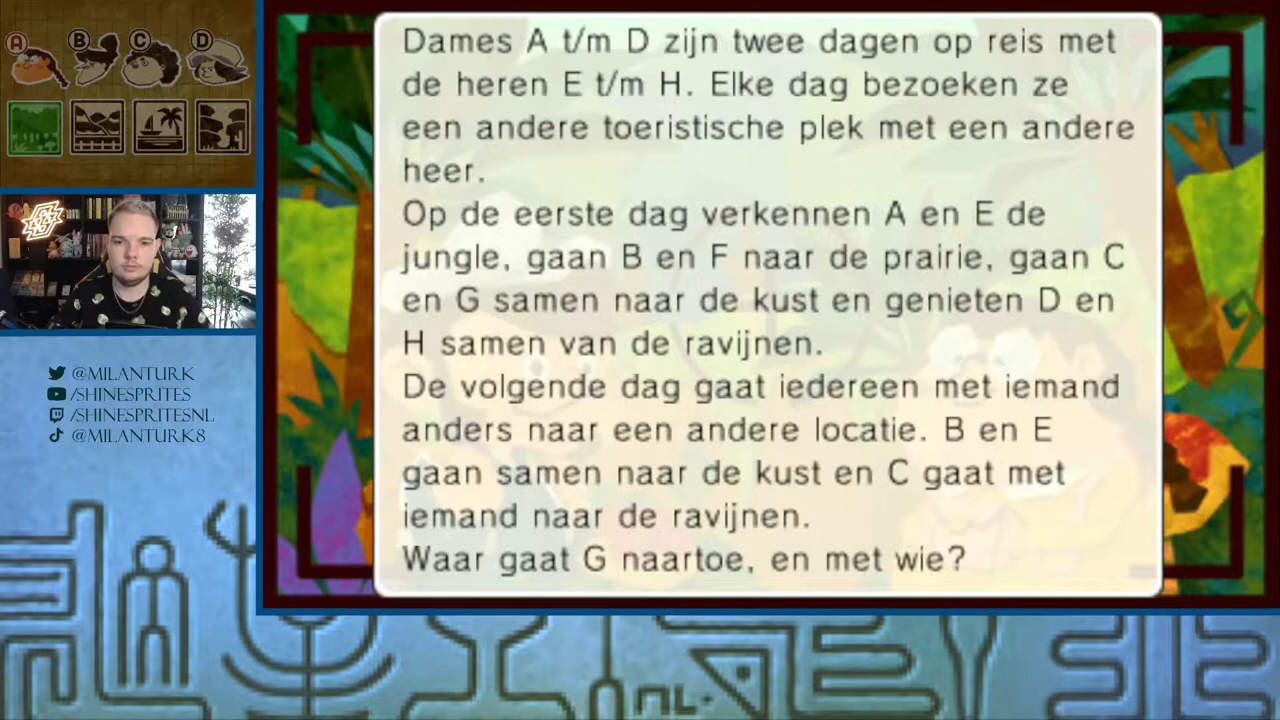 A B C D
Dames A t/m D zijn twee dagen op reis met
de heren E t/m H. Elke dag bezoeken ze
een andere toeristische plek met een andere
heer.
Op de eerste dag verkennen A en E de
jungle, gaan B en F naar de prairie, gaan C
en G samen naar de kust en genieten D en
H samen van de ravijnen.
De volgende dag gaat iedereen met iemand
anders naar een andere locatie. B en E
gaan samen naar de kust en C gaat met
iemand naar de ravijnen.
Waar gaat G naartoe, en met wie?
@MILANTURK
/SHINESPRITES
/SHINESPRITESNL
@MILANTURK8